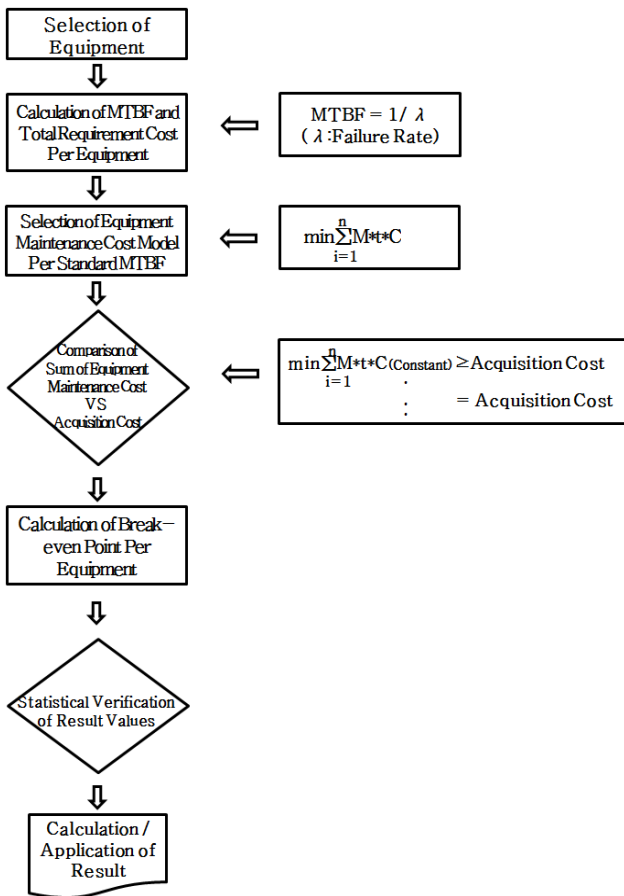 Selection of
Equipment
Calculation of MTBF and
Total Requirement Cost
Per Equipment
MTBF = 1/ λ
( λ :Failure Rate)
Selection of Equipment
Maintenance Cost Model
Per Standard MTBF
n
min∑M*t*C
i=1
Comparison of
Sum of Equipment
Maintenance Cost
VS
Acquisition Cost
n
min∑M*t*C(Constant) ≥Acquisition Cost
i=1
= Acquisition Cost
Calculation of Break-
even Point Per
Equipment
Statistical Verification
of Result Values
Calculation /
Application of
Result